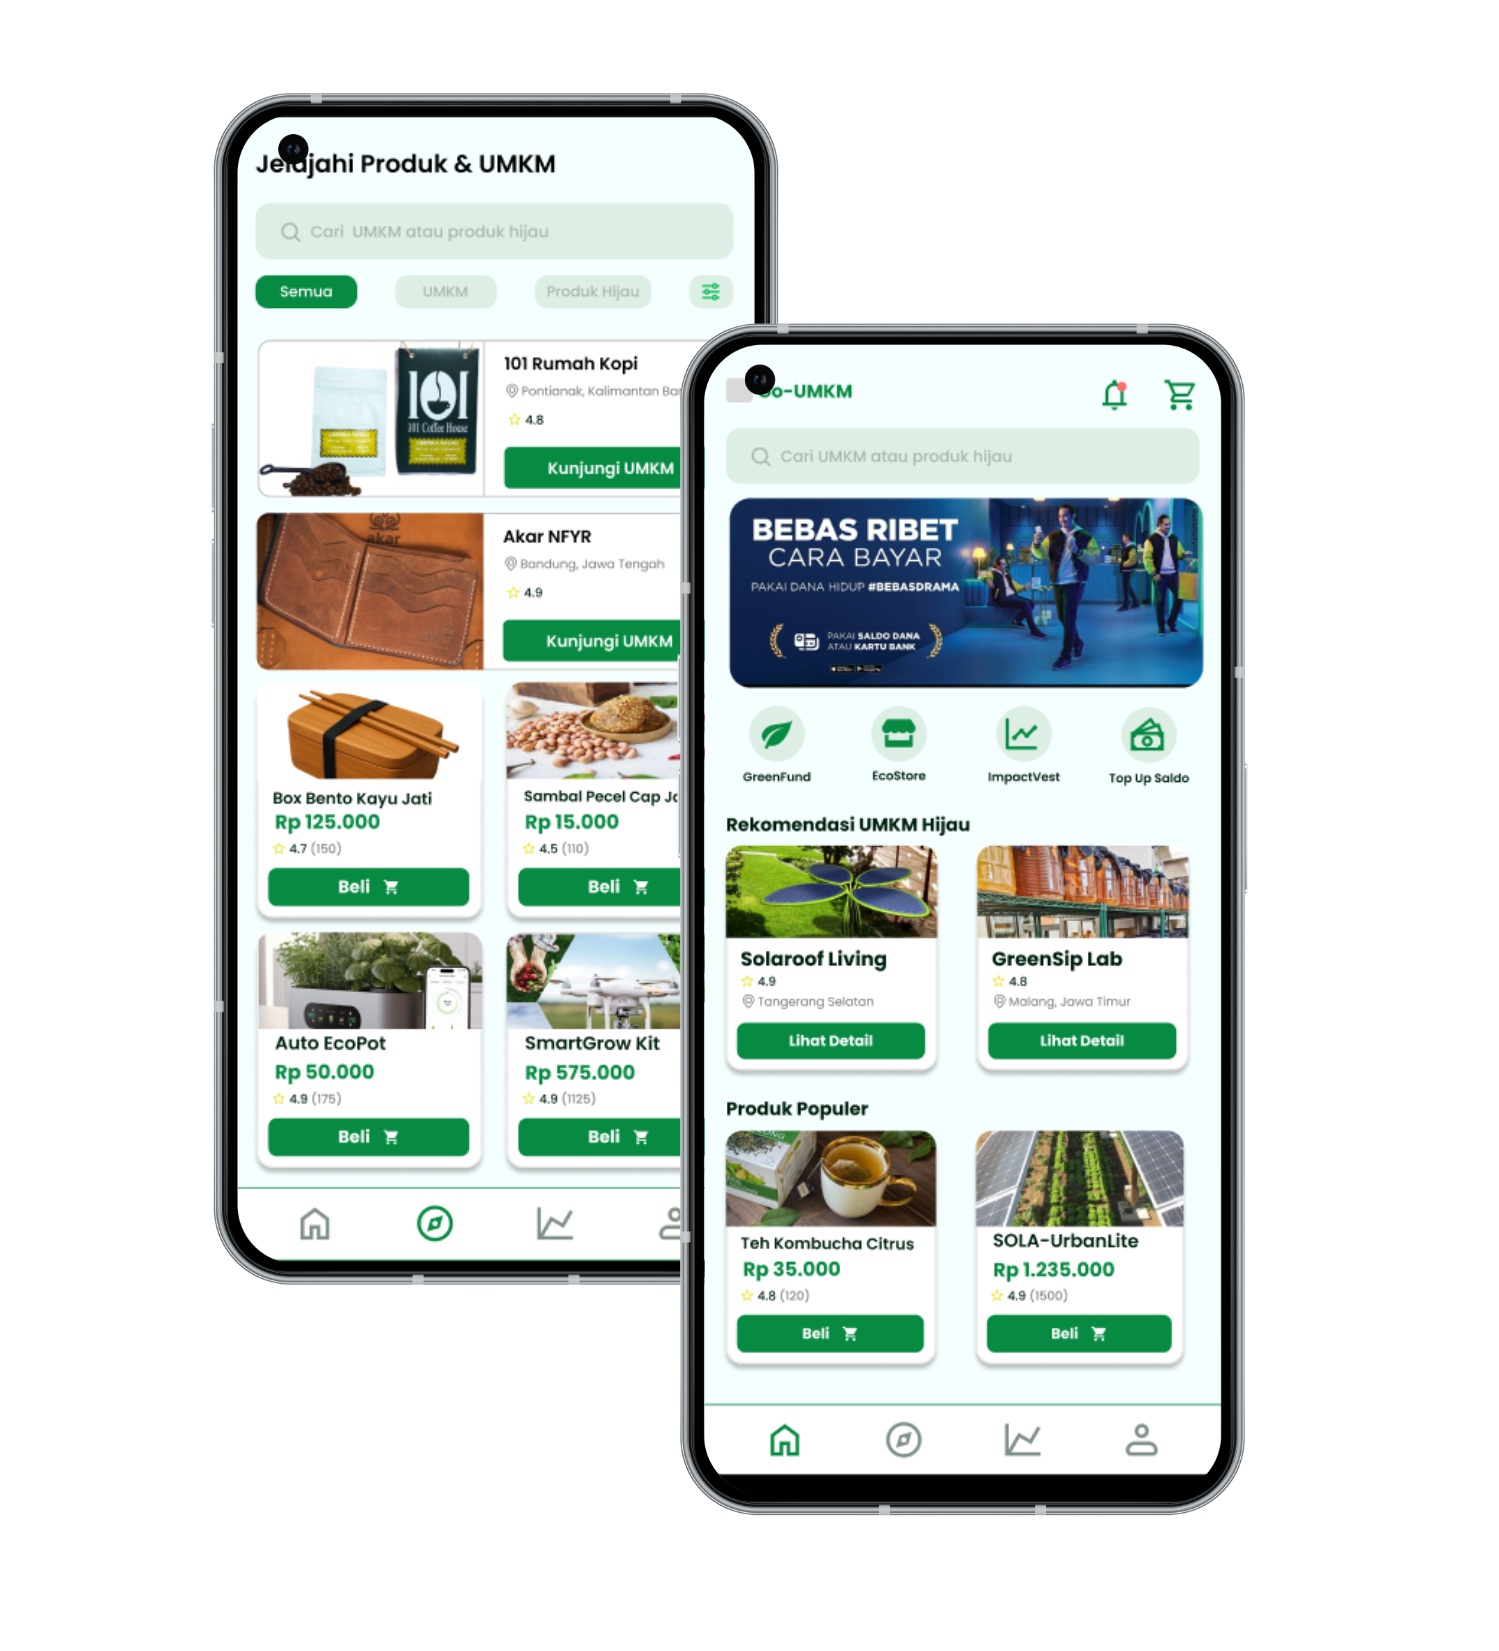 Jelajahi Produk & UMKM
Cari UMKM atau produk hijau
Semua
UMKM
Produk Hijau
101
101 Coffee House
101 Rumah Kopi
Pontianak, Kalimantan Bar
4.8
Kunjungi UMKM
akar
Akar NFYR
Bandung, Jawa Tengah
4.9
Kunjungi UMKM
Box Bento Kayu Jati
Rp 125.000
4.7 (150)
Beli
Sambal Pecel Cap Ja
Rp 15.000
4.5 (110)
Beli
Auto EcoPot
Rp 50.000
4.9 (175)
Beli
SmartGrow Kit
Rp 575.000
4.9 (1125)
Beli
o-UMKM
Cari UMKM atau produk hijau
BEBAS RIBET
CARA BAYAR
PAKAI DANA HIDUP #BEBASDRAMA
PAKAI SALDO DANA
ATAU KARTU BANK
GreenFund
EcoStore
ImpactVest
Top Up Saldo
Rekomendasi UMKM Hijau
Solaroof Living
4.9
Tangerang Selatan
Lihat Detail
GreenSip Lab
4.8
Malang, Jawa Timur
Lihat Detail
Produk Populer
Teh Kombucha Citrus
Rp 35.000
4.8 (120)
Beli
SOLA-UrbanLite
Rp 1.235.000
4.9 (1500)
Beli